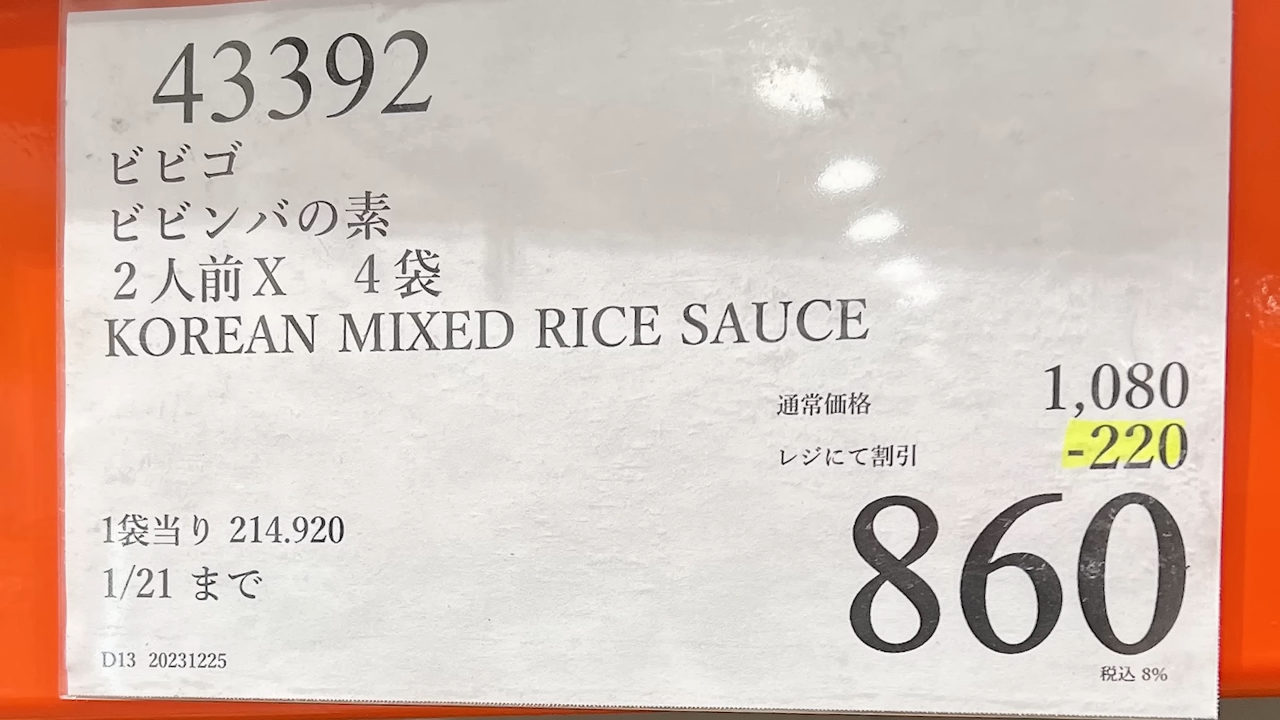 43392
ビビゴ
ビビンバの素
２人前Ｘ　４袋
KOREAN MIXED RICE SAUCE
通常価格 1,080
レジにて割引 -220
860
1袋当り 214.920
1/21 まで
D13 20231225
税込 8%